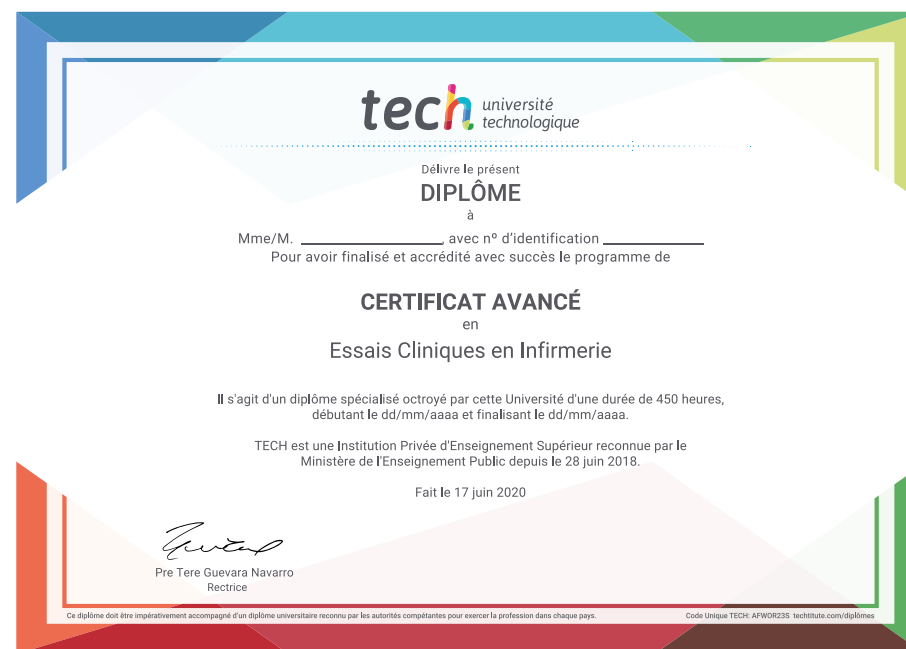 tech université
technologique
Délivre le présent
DIPLÔME
à
Mme/M. ____________________, avec nº d'identification ______________
Pour avoir finalisé et accrédité avec succès le programme de
CERTIFICAT AVANCÉ
en
Essais Cliniques en Infirmerie
Il s'agit d'un diplôme spécialisé octroyé par cette Université d'une durée de 450 heures,
débutant le dd/mm/aaaa et finalisant le dd/mm/aaaa.
TECH est une Institution Privée d'Enseignement Supérieur reconnue par le
Ministère de l'Enseignement Public depuis le 28 juin 2018.
Fait le 17 juin 2020
Pre Tere Guevara Navarro
Rectrice
Ce diplôme doit être impérativement accompagné d'un diplôme universitaire reconnu par les autorités compétantes pour exercer la profession dans chaque pays.
Code Unique TECH: AFWOR23S techtitute.com/diplômes